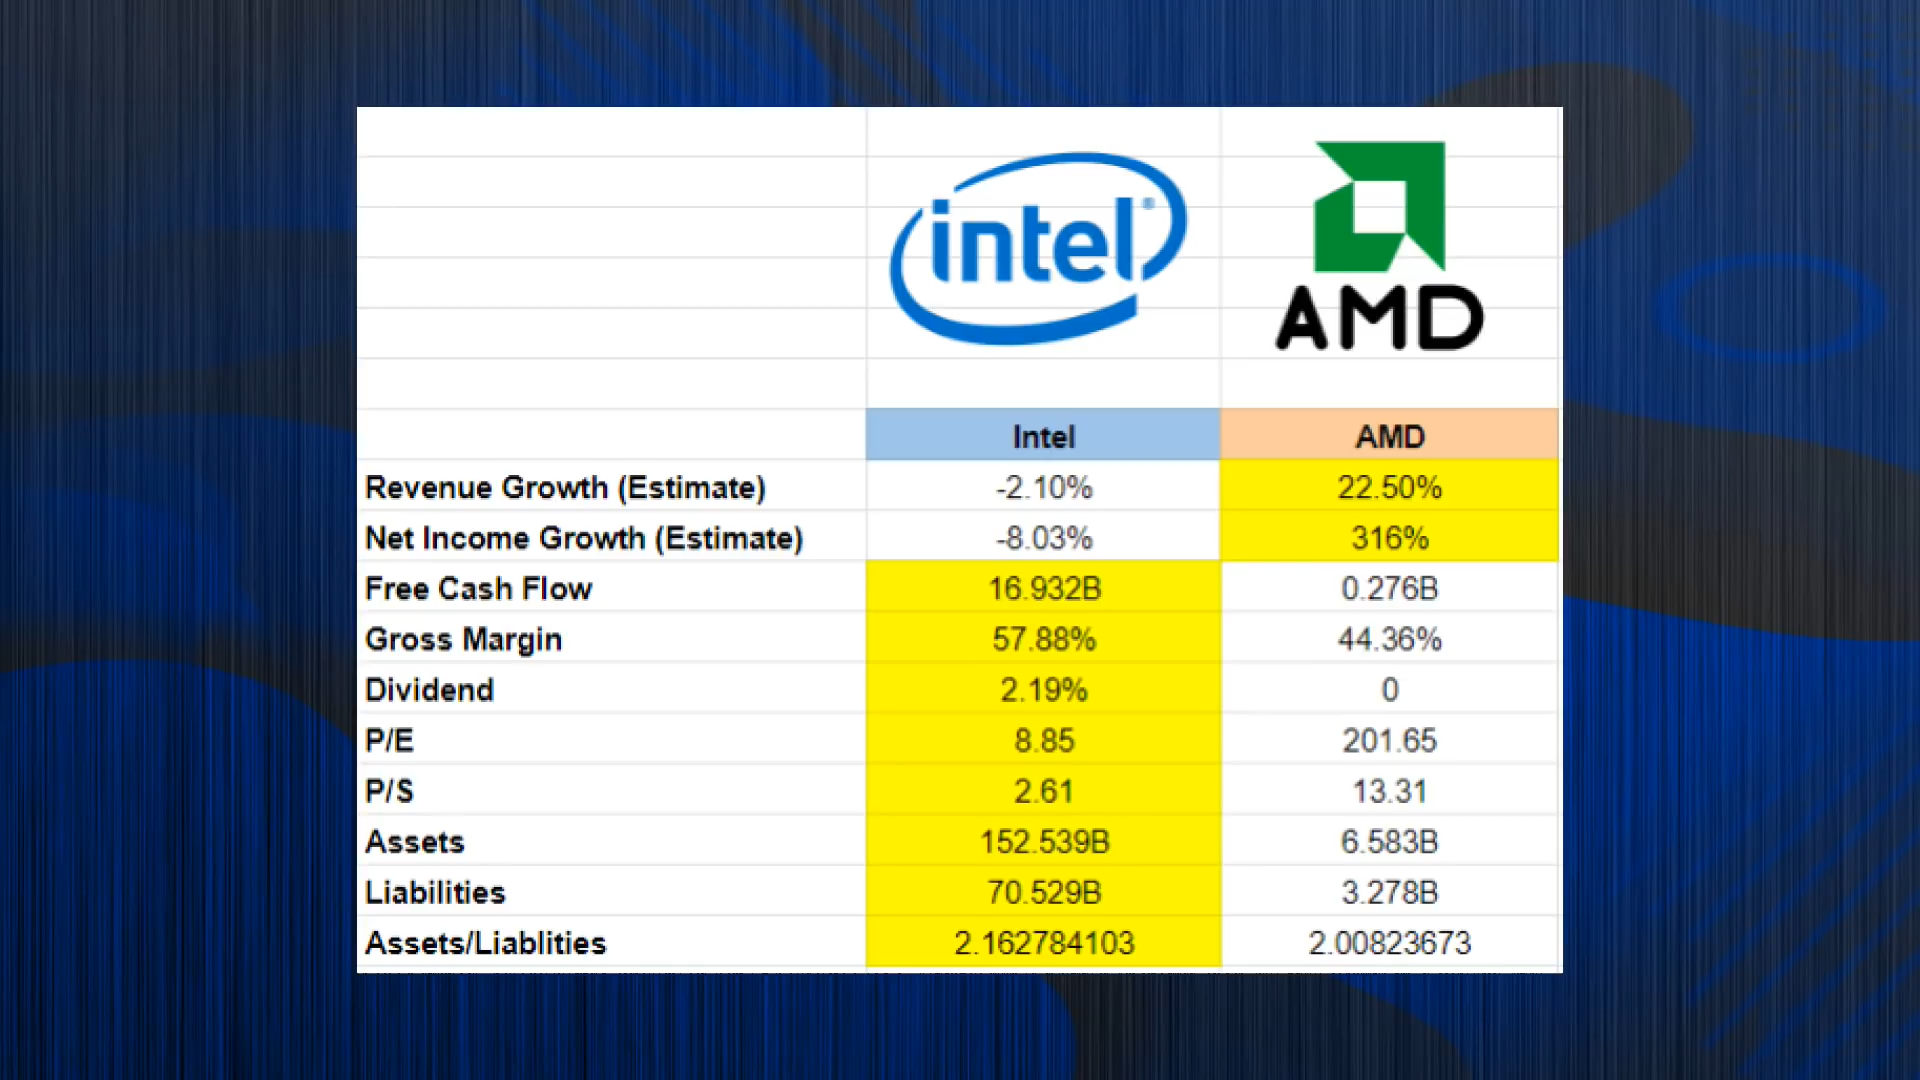 intel®
AMD
Intel AMD
Revenue Growth (Estimate) -2.10% 22.50%
Net Income Growth (Estimate) -8.03% 316%
Free Cash Flow 16.932B 0.276B
Gross Margin 57.88% 44.36%
Dividend 2.19% 0
P/E 8.85 201.65
P/S 2.61 13.31
Assets 152.539B 6.583B
Liabilities 70.529B 3.278B
Assets/Liablities 2.162784103 2.00823673